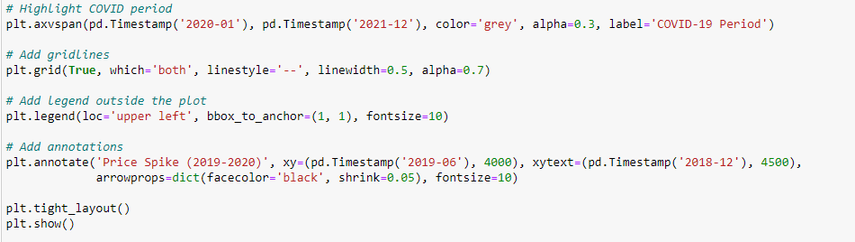 # Highlight COVID period
plt.axvspan(pd.Timestamp('2020-01'), pd.Timestamp('2021-12'), color='grey', alpha=0.3, label='COVID-19 Period')
# Add gridlines
plt.grid(True, which='both', linestyle='--', linewidth=0.5, alpha=0.7)
# Add legend outside the plot
plt.legend(loc='upper left', bbox_to_anchor=(1, 1), fontsize=10)
# Add annotations
plt.annotate('Price Spike (2019-2020)', xy=(pd.Timestamp('2019-06'), 4000), xytext=(pd.Timestamp('2018-12'), 4500),
arrowprops=dict(facecolor='black', shrink=0.05), fontsize=10)
plt.tight_layout()
plt.show()